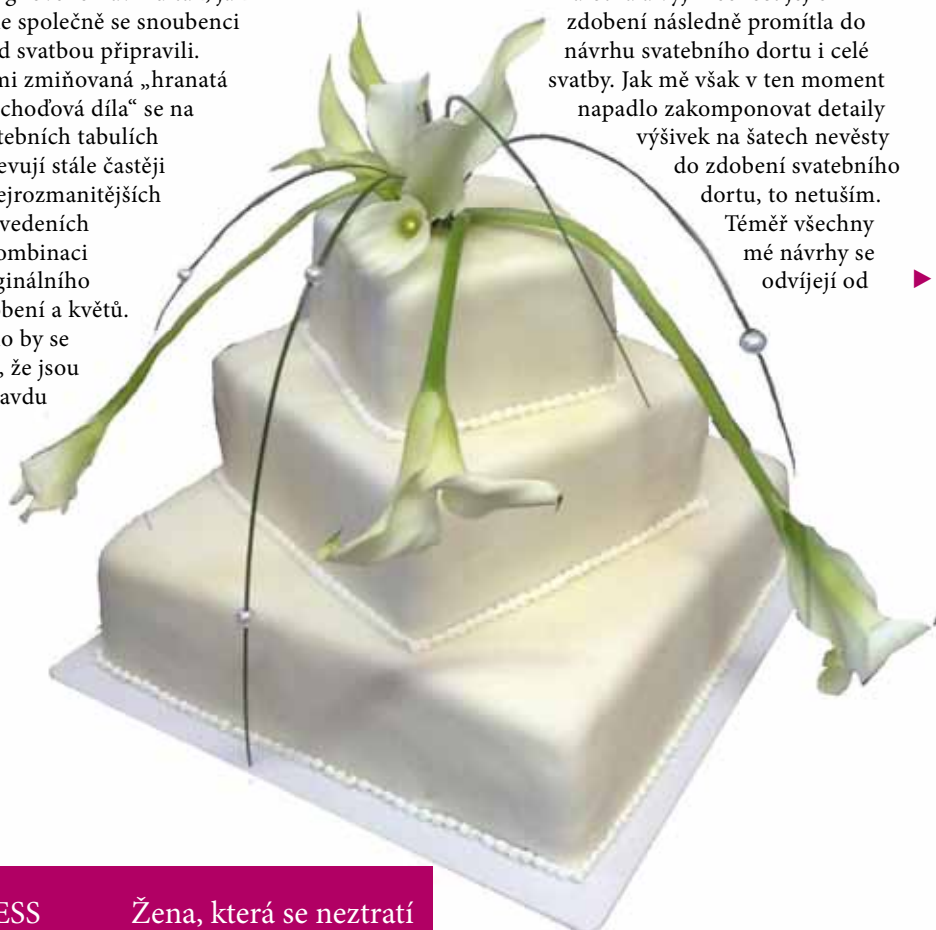 le společně se snoubenci
d svatbou připravili.
mi zmiňovaná „hranatá
choďová díla“ se na
tebních tabulích
evují stále častěji
ejrozmanitějších
vedeních
ombinaci
ginálního
bení a květů.
o by se
, že jsou
avdu
zdobení následně promítla do
návrhu svatebního dortu i celé
svatby. Jak mě však v ten moment
napadlo zakomponovat detaily
výšivek na šatech nevěsty
do zdobení svatebního
dortu, to netuším.
Téměř všechny
mé návrhy se
odvíjejí od
ESS Žena, která se neztratí